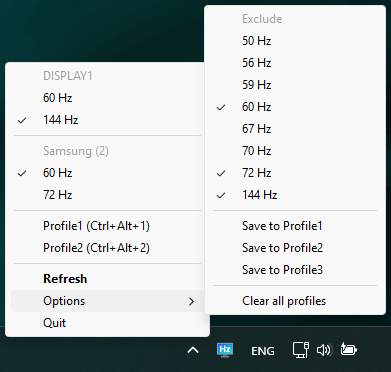 DISPLAY1
60 Hz
144 Hz
Samsung (2)
60 Hz
72 Hz
Profile1 (Ctrl+Alt+1)
Profile2 (Ctrl+Alt+2)
Refresh
Options
Quit
Exclude
50 Hz
56 Hz
59 Hz
60 Hz
67 Hz
70 Hz
72 Hz
144 Hz
Save to Profile1
Save to Profile2
Save to Profile3
Clear all profiles
Hz
ENG